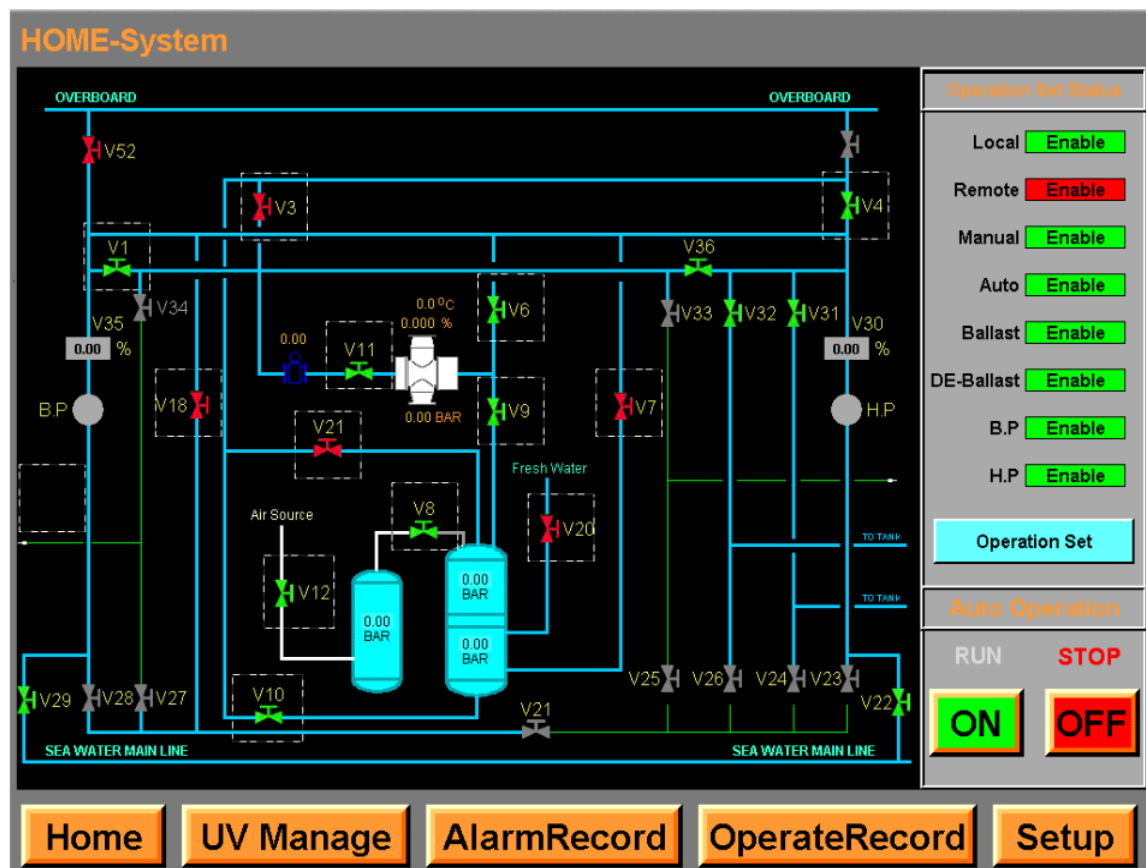 HOME-System
OVERBOARD
OVERBOARD
V52
V3
V4
V1
V36
V34
V35
0.00 %
0.0 ⁰C
0.000 %
V6
V33
V32
V31
V30
0.00 %
0.00
V11
0.00 BAR
B.P
V18
V21
V9
V7
H.P
Fresh Water
Air Source
V8
V20
V12
0.00 BAR
0.00 BAR
0.00 BAR
TO TANK
TO TANK
V29
V28
V27
V10
V21
V25
V26
V24
V23
V22
SEA WATER MAIN LINE
SEA WATER MAIN LINE
Operation Set Status
Local Enable
Remote Enable
Manual Enable
Auto Enable
Ballast Enable
DE-Ballast Enable
B.P Enable
H.P Enable
Operation Set
Auto Operation
RUN STOP
ON OFF
Home
UV Manage
AlarmRecord
OperateRecord
Setup